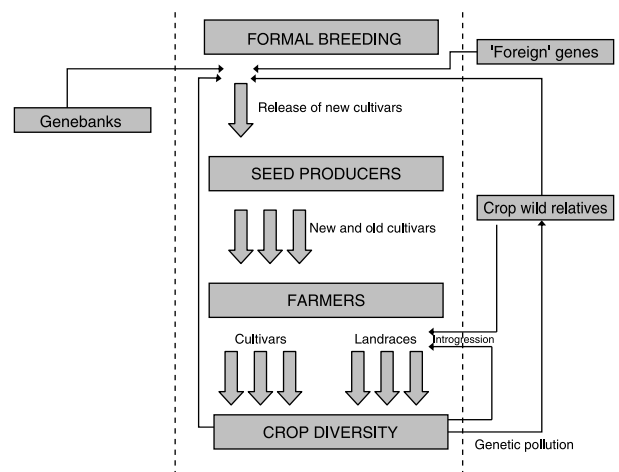 FORMAL BREEDING
'Foreign' genes
Release of new cultivars
Genebanks
SEED PRODUCERS
Crop wild relatives
New and old cultivars
FARMERS
Cultivars
Landraces
Introgression
CROP DIVERSITY
Genetic pollution